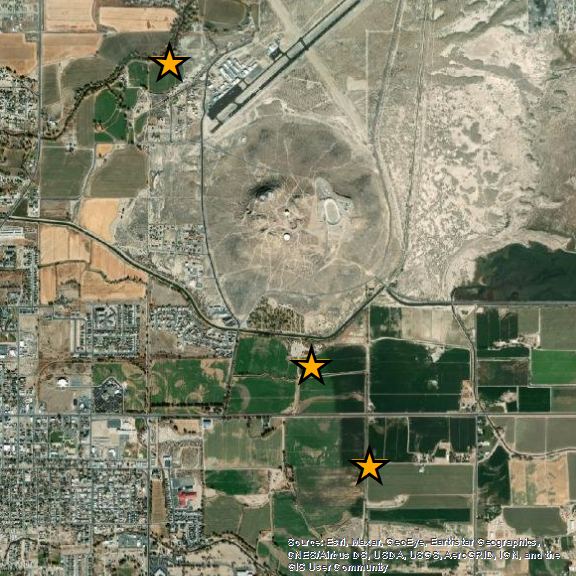 Source: Esri, Maxar, GeoEye, Earthstar Geographics,
CNES/Airbus DS, USDA, USGS, AeroGRID, IGN, and the
GIS User Community